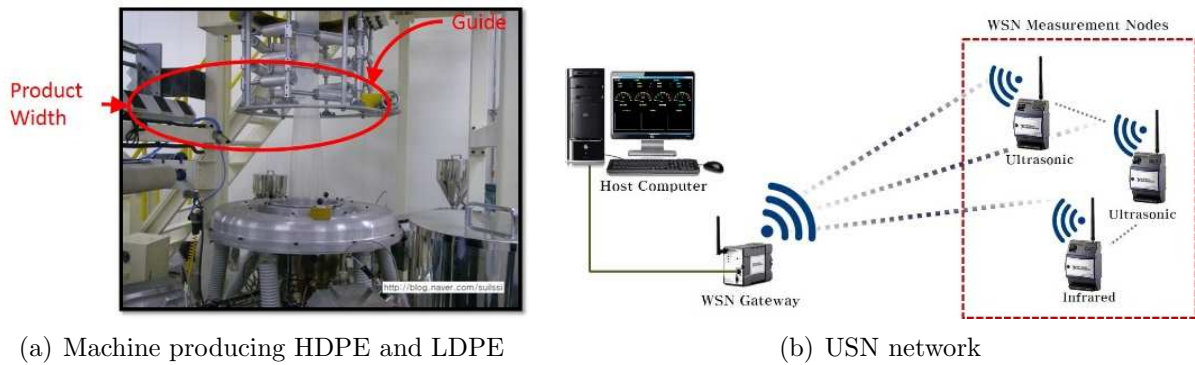 Guide
Product
Width
http://blog.naver.com/suilssi
(a) Machine producing HDPE and LDPE
WSN Measurement Nodes
Ultrasonic
Ultrasonic
Infrared
Host Computer
WSN Gateway
(b) USN network